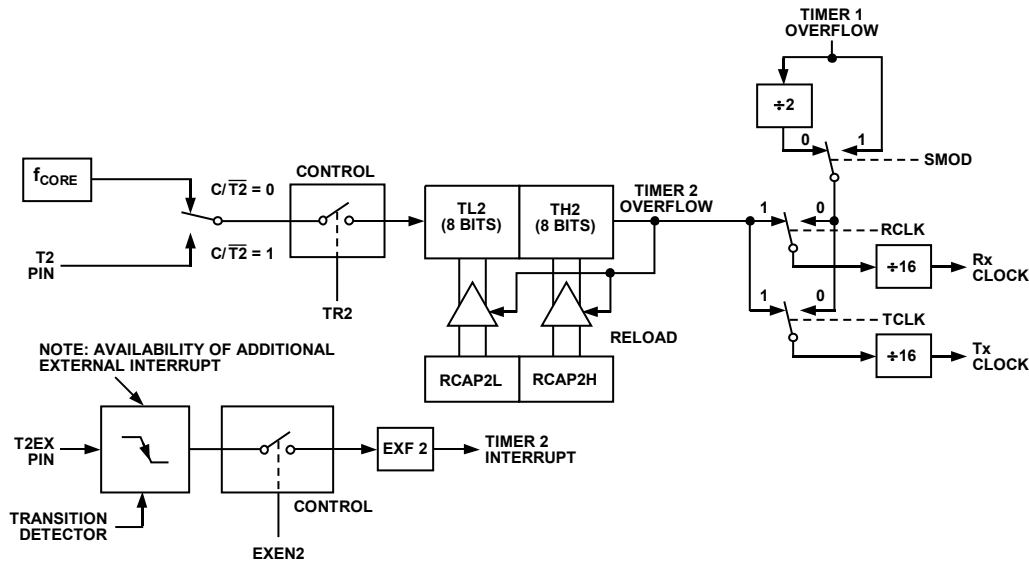 TIMER 1
OVERFLOW
÷2
0
1
SMOD
CONTROL
f CORE
C/T2 = 0
TL2
(8 BITS)
TH2
(8 BITS)
TIMER 2
OVERFLOW
1
0
RCLK
C/T2 = 1
T2
PIN
÷16
Rx
CLOCK
TR2
1
0
TCLK
RELOAD
NOTE: AVAILABILITY OF ADDITIONAL
EXTERNAL INTERRUPT
RCAP2L
RCAP2H
÷16
Tx
CLOCK
T2EX
PIN
EXF 2
TIMER 2
INTERRUPT
CONTROL
TRANSITION
DETECTOR
EXEN2